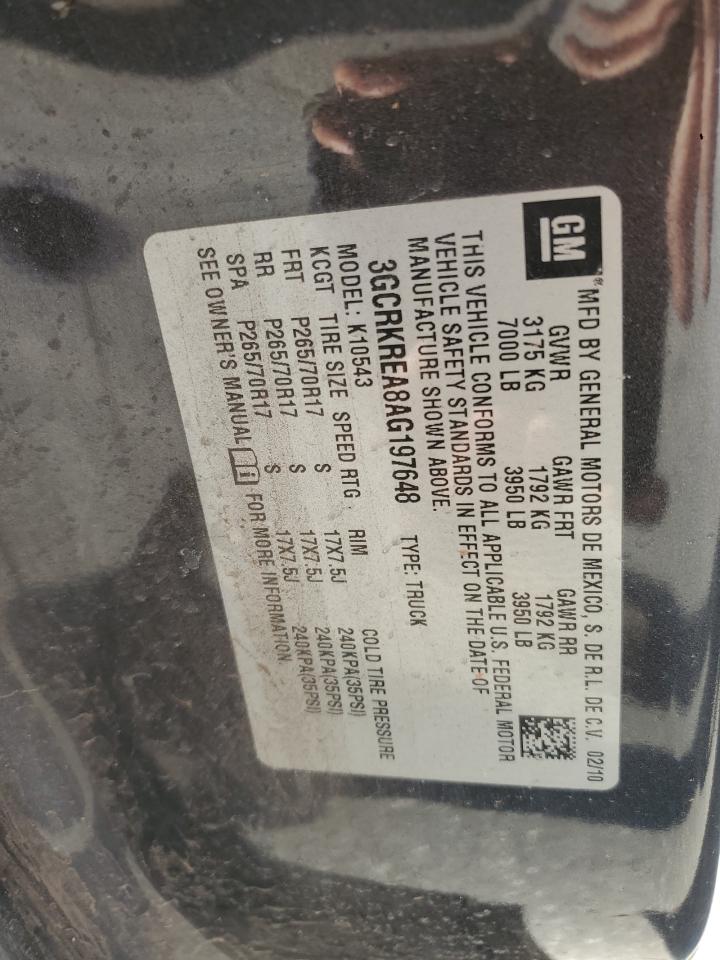 GM
® MFD BY GENERAL MOTORS DE MEXICO, S. DE R.L. DE C.V. 02/10
GVWR GAWR FRT GAWR RR
3175 KG 1792 KG 1792 KG
7000 LB 3950 LB 3950 LB
THIS VEHICLE CONFORMS TO ALL APPLICABLE U.S. FEDERAL MOTOR
VEHICLE SAFETY STANDARDS IN EFFECT ON THE DATE OF
MANUFACTURE SHOWN ABOVE.
3GCRKREA8AG197648 TYPE: TRUCK
MODEL: K10543
KCGT TIRE SIZE SPEED RTG RIM COLD TIRE PRESSURE
FRT P265/70R17 S 17X7.5J 240KPA(35PSI)
RR P265/70R17 S 17X7.5J 240KPA(35PSI)
SPA P265/70R17 S 17X7.5J 240KPA(35PSI)
SEE OWNER'S MANUAL FOR MORE INFORMATION